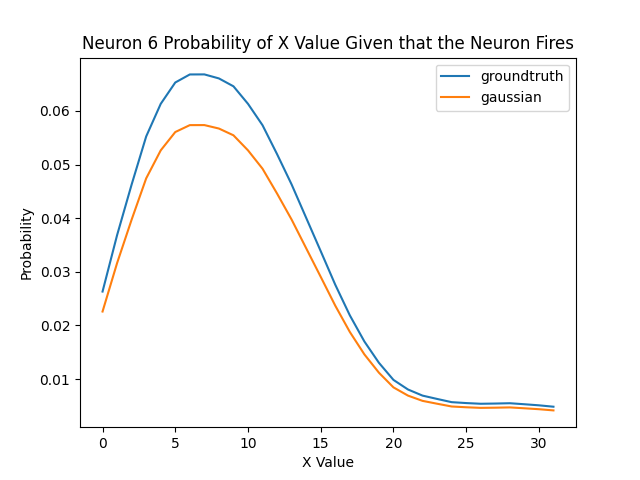 Neuron 6 Probability of X Value Given that the Neuron Fires
groundtruth
gaussian
0.06
0.05
0.04
0.03
0.02
0.01
Probability
0 5 10 15 20 25 30
X Value